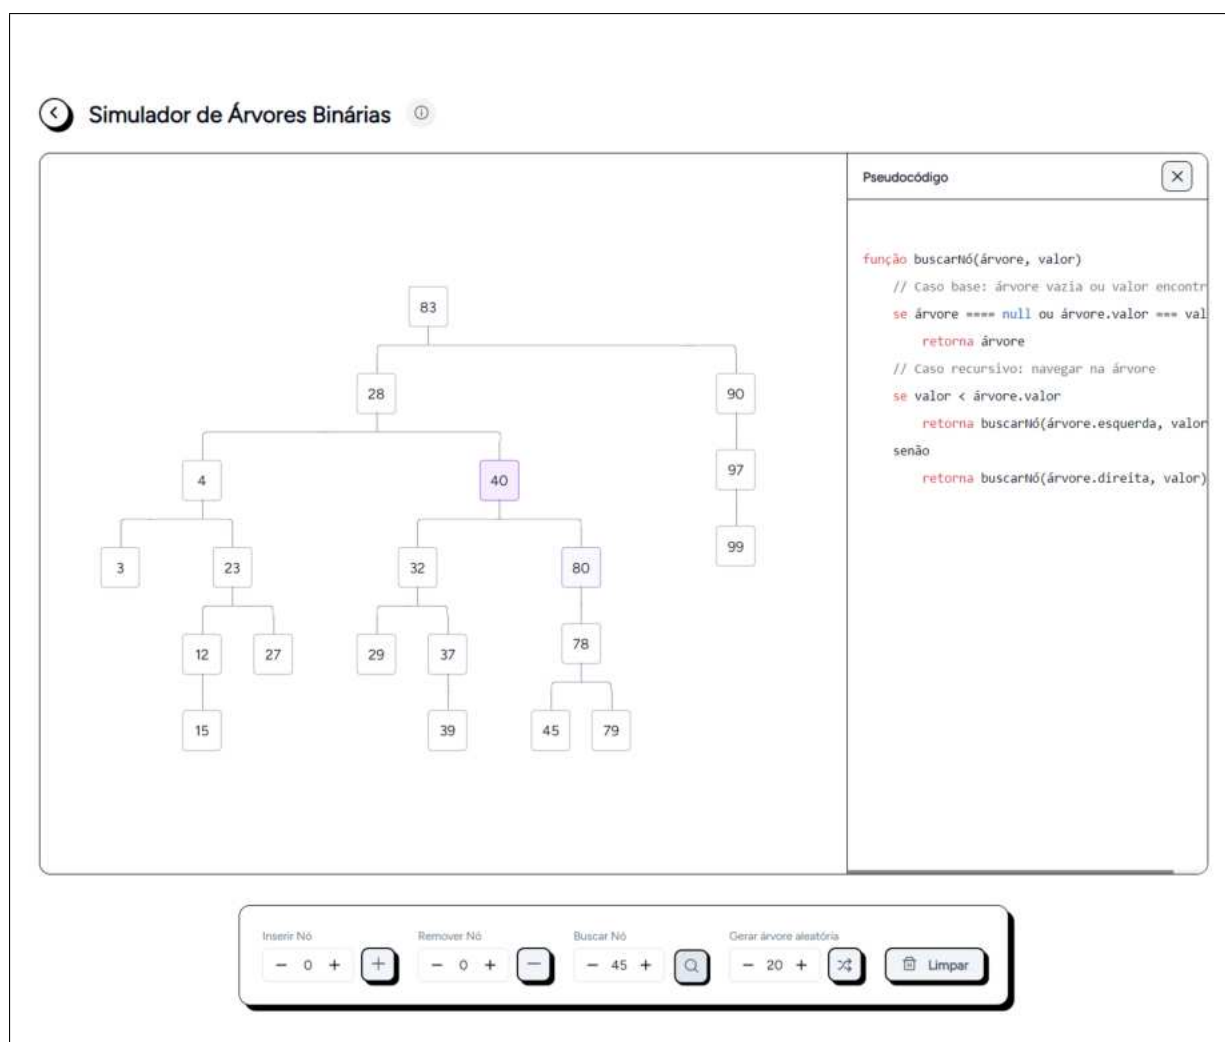 Simulador de Árvores Binárias
Pseudocódigo
função buscarNó(árvore, valor)
// Caso base: árvore vazia ou valor encontr
se árvore ==== null ou árvore.valor === val
retorna árvore
// Caso recursivo: navegar na árvore
se valor < árvore.valor
retorna buscarNó(árvore.esquerda, valor
senão
retorna buscarNó(árvore.direita, valor)
83
28 90
4 40 97
3 23 32 80 99
12 27 29 37 78
15 39 45 79
Inserir Nó Remover Nó Buscar Nó Gerar árvore aleatória
− 0 + + − 0 + − − 45 + − 20 + Limpar